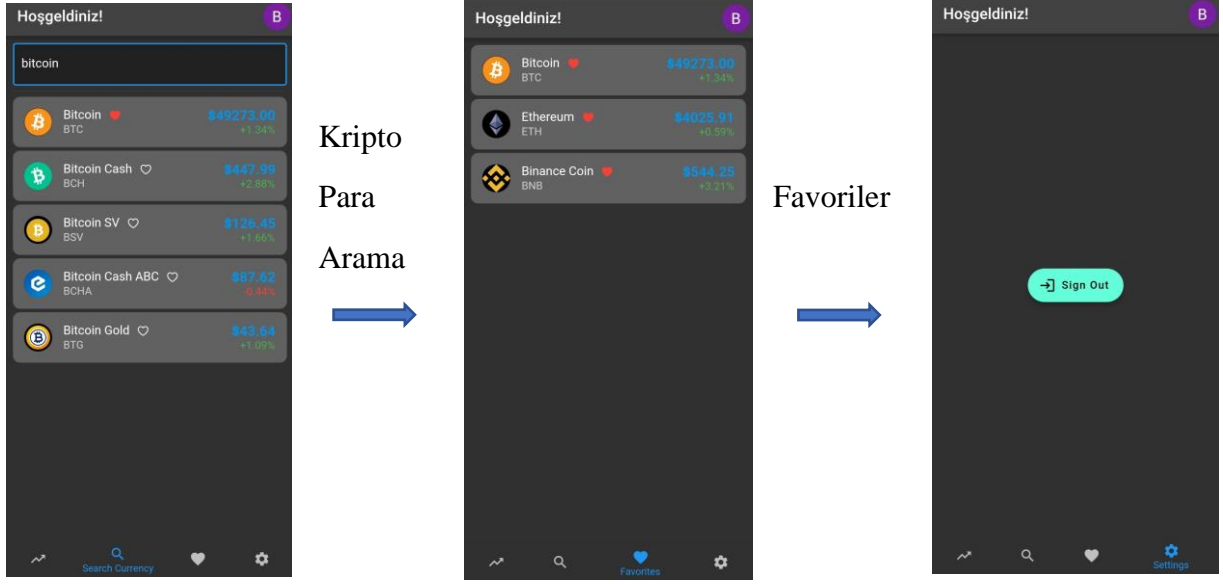 Hoşgeldiniz!
B
bitcoin
Bitcoin
$49273.00
BTC
+1.34%
Bitcoin Cash
$447.99
BCH
+2.88%
Bitcoin SV
$126.45
BSV
+1.66%
Bitcoin Cash ABC
$87.62
BCHA
-0.44%
Bitcoin Gold
$43.64
BTG
+1.09%
Search Currency
Kripto
Para
Arama
Hoşgeldiniz!
B
Bitcoin
$49273.00
BTC
+1.34%
Ethereum
$4025.91
ETH
+0.59%
Binance Coin
$544.25
BNB
+3.21%
Favorites
Favoriler
Hoşgeldiniz!
B
Sign Out
Settings